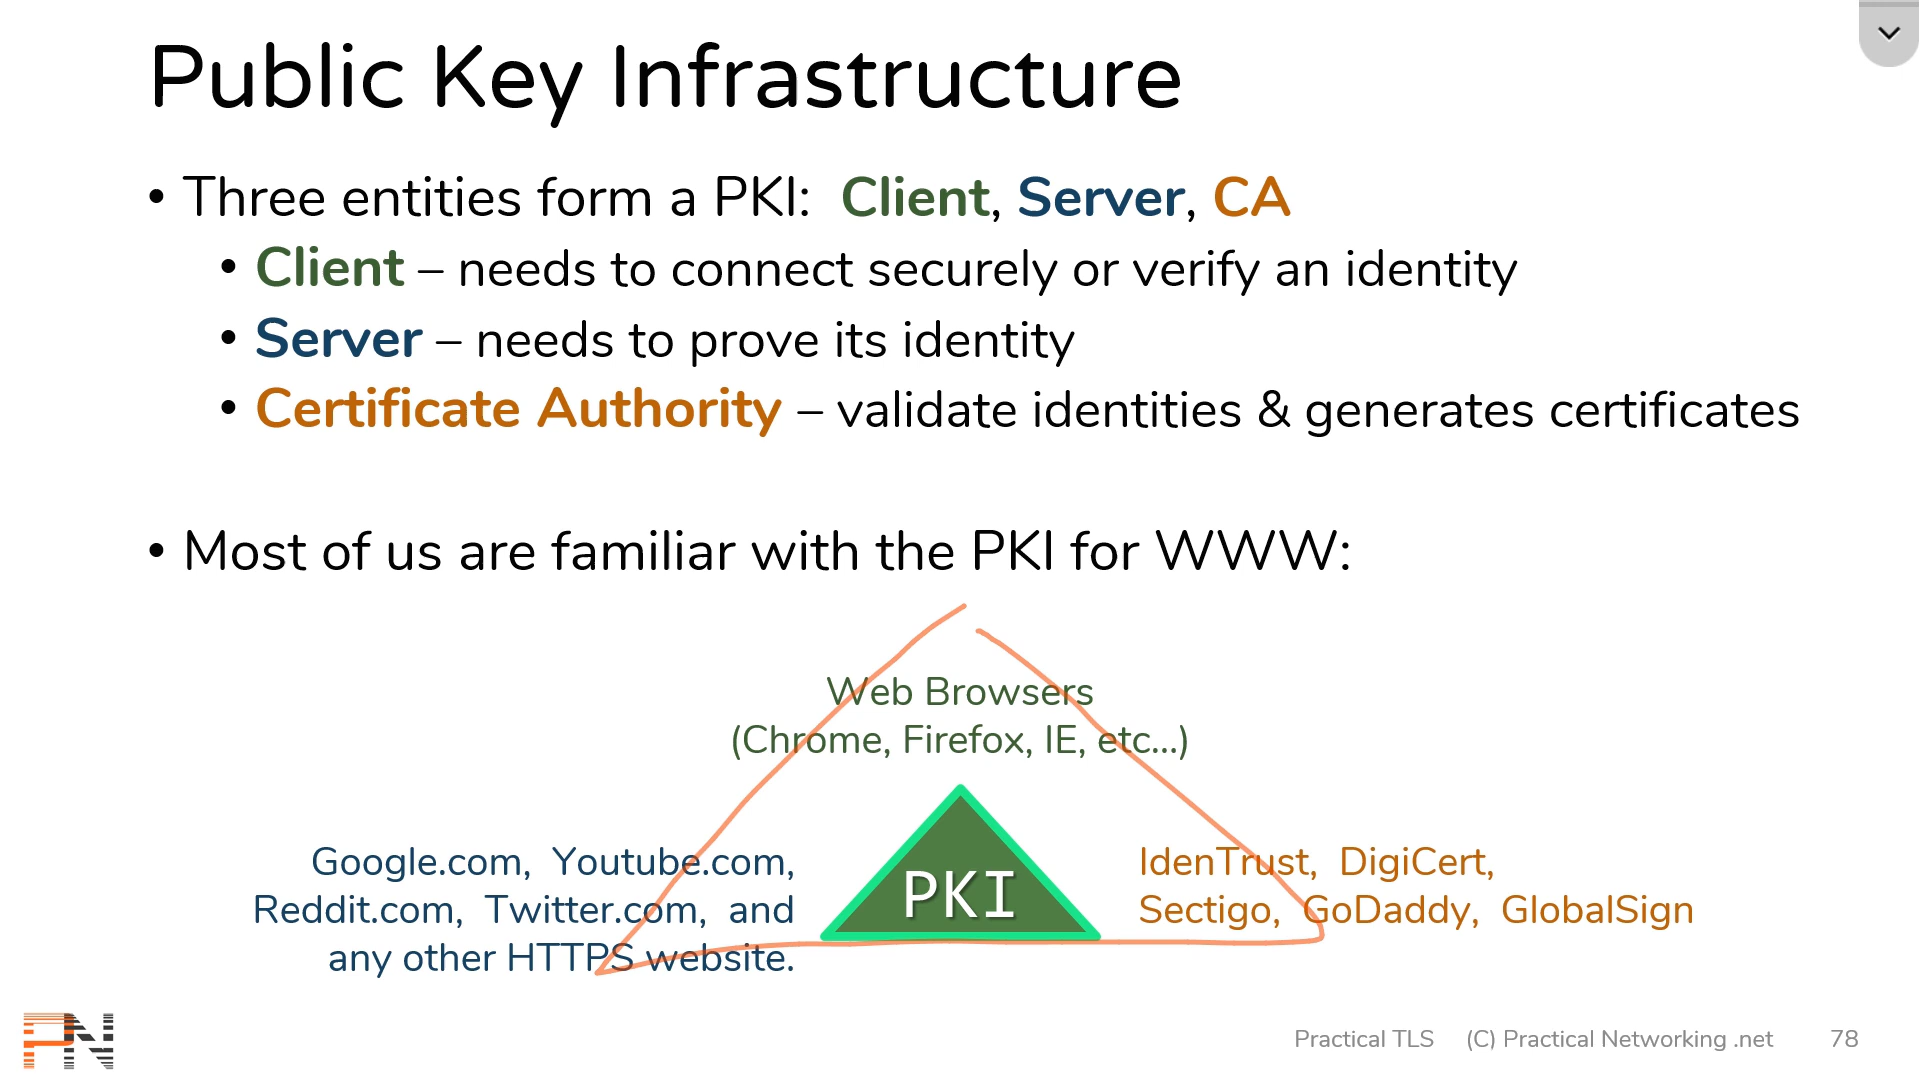 Public Key Infrastructure
• Three entities form a PKI: Client, Server, CA
• Client – needs to connect securely or verify an identity
• Server – needs to prove its identity
• Certificate Authority – validate identities & generates certificates
• Most of us are familiar with the PKI for WWW:
Web Browsers
(Chrome, Firefox, IE, etc...)
Google.com, Youtube.com,
Reddit.com, Twitter.com, and
any other HTTPS website.
PKI
IdenTrust, DigiCert,
Sectigo, GoDaddy, GlobalSign
PN
Practical TLS (C) Practical Networking .net 78